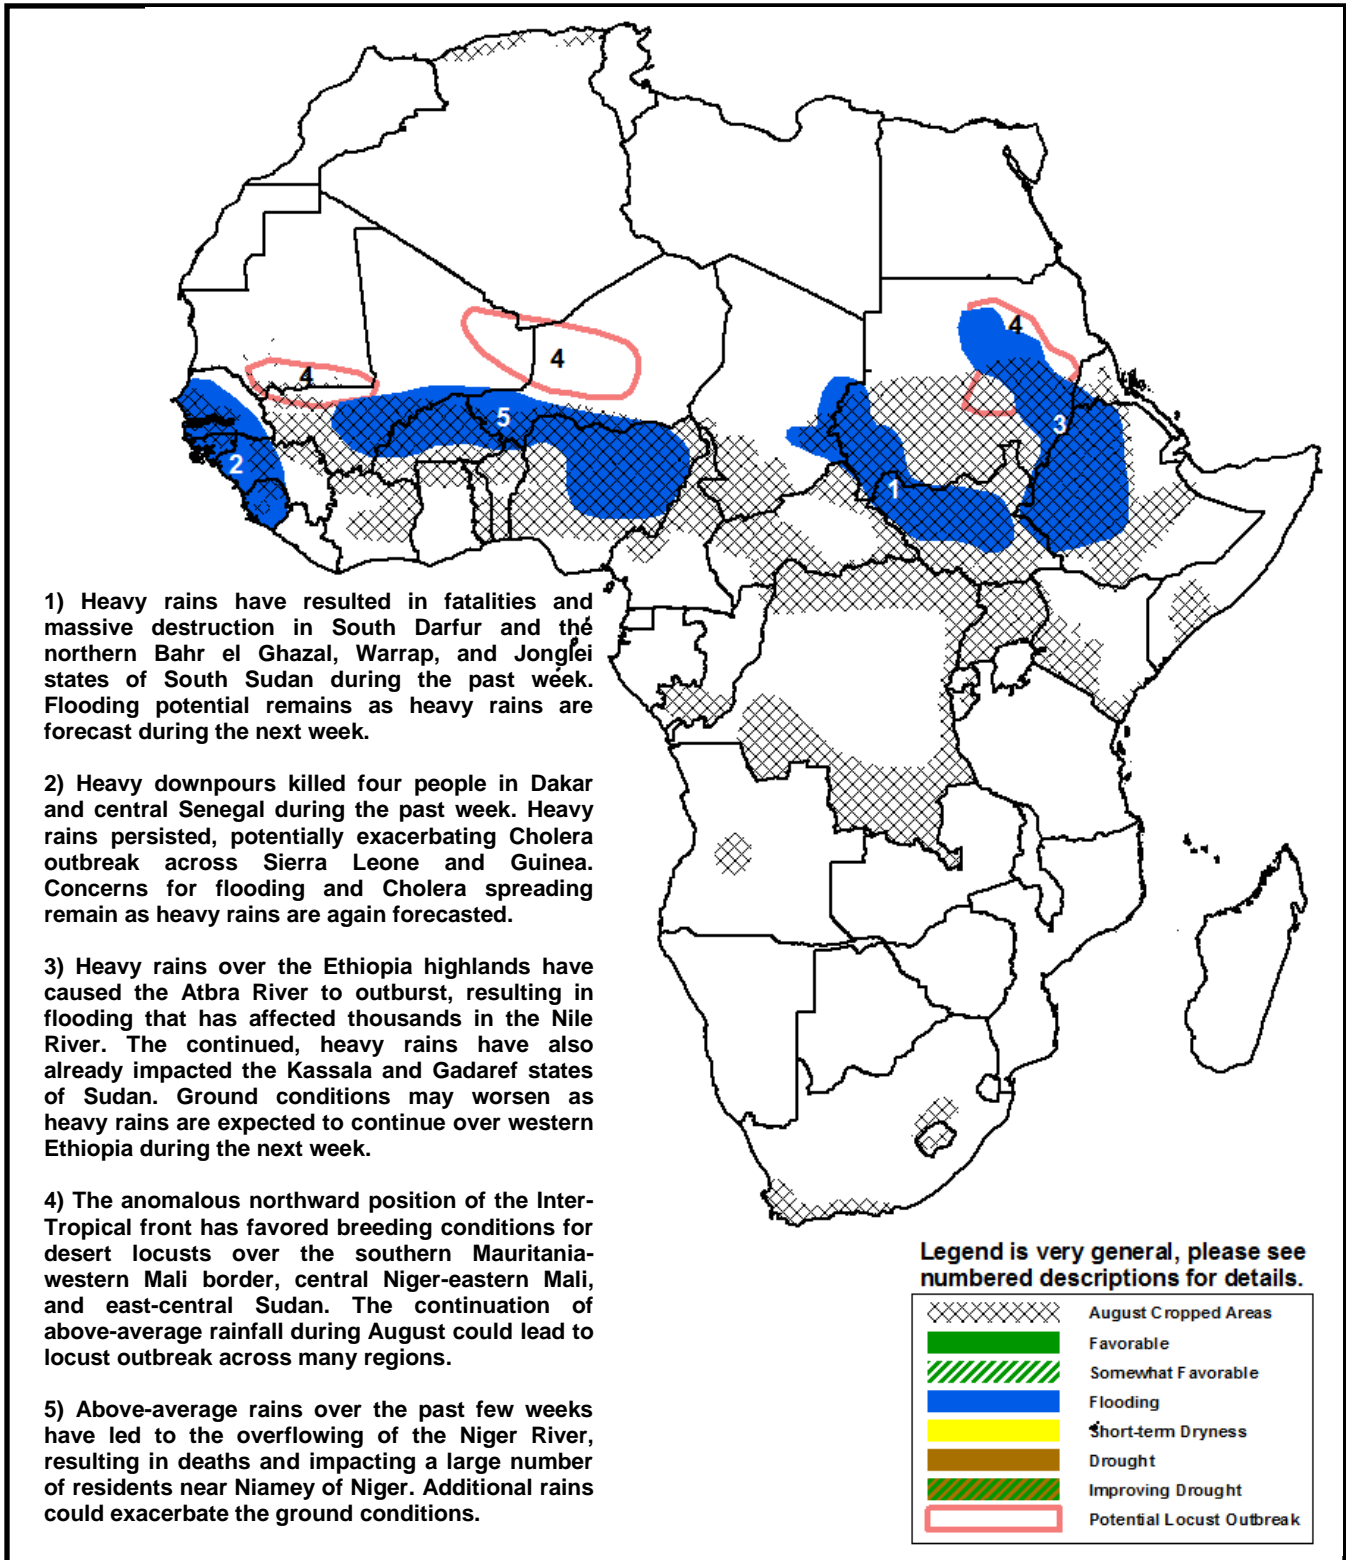 4
4
4
5
2
3
1
1) Heavy rains have resulted in fatalities and
massive destruction in South Darfur and the
northern Bahr el Ghazal, Warrap, and Jonglei
states of South Sudan during the past week.
Flooding potential remains as heavy rains are
forecast during the next week.
2) Heavy downpours killed four people in Dakar
and central Senegal during the past week. Heavy
rains persisted, potentially exacerbating Cholera
outbreak across Sierra Leone and Guinea.
Concerns for flooding and Cholera spreading
remain as heavy rains are again forecasted.
3) Heavy rains over the Ethiopia highlands have
caused the Atbra River to outburst, resulting in
flooding that has affected thousands in the Nile
River. The continued, heavy rains have also
already impacted the Kassala and Gadaref states
of Sudan. Ground conditions may worsen as
heavy rains are expected to continue over western
Ethiopia during the next week.
4) The anomalous northward position of the Inter-
Tropical front has favored breeding conditions for
desert locusts over the southern Mauritania-
western Mali border, central Niger-eastern Mali,
and east-central Sudan. The continuation of
above-average rainfall during August could lead to
locust outbreak across many regions.
5) Above-average rains over the past few weeks
have led to the overflowing of the Niger River,
resulting in deaths and impacting a large number
of residents near Niamey of Niger. Additional rains
could exacerbate the ground conditions.
Legend is very general, please see
numbered descriptions for details.
August Cropped Areas
Favorable
Somewhat Favorable
Flooding
Short-term Dryness
Drought
Improving Drought
Potential Locust Outbreak